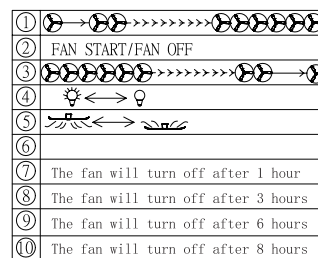 ①
② FAN START/FAN OFF
③
④
⑤
⑥
⑦ The fan will turn off after 1 hour
⑧ The fan will turn off after 3 hours
⑨ The fan will turn off after 6 hours
⑩ The fan will turn off after 8 hours